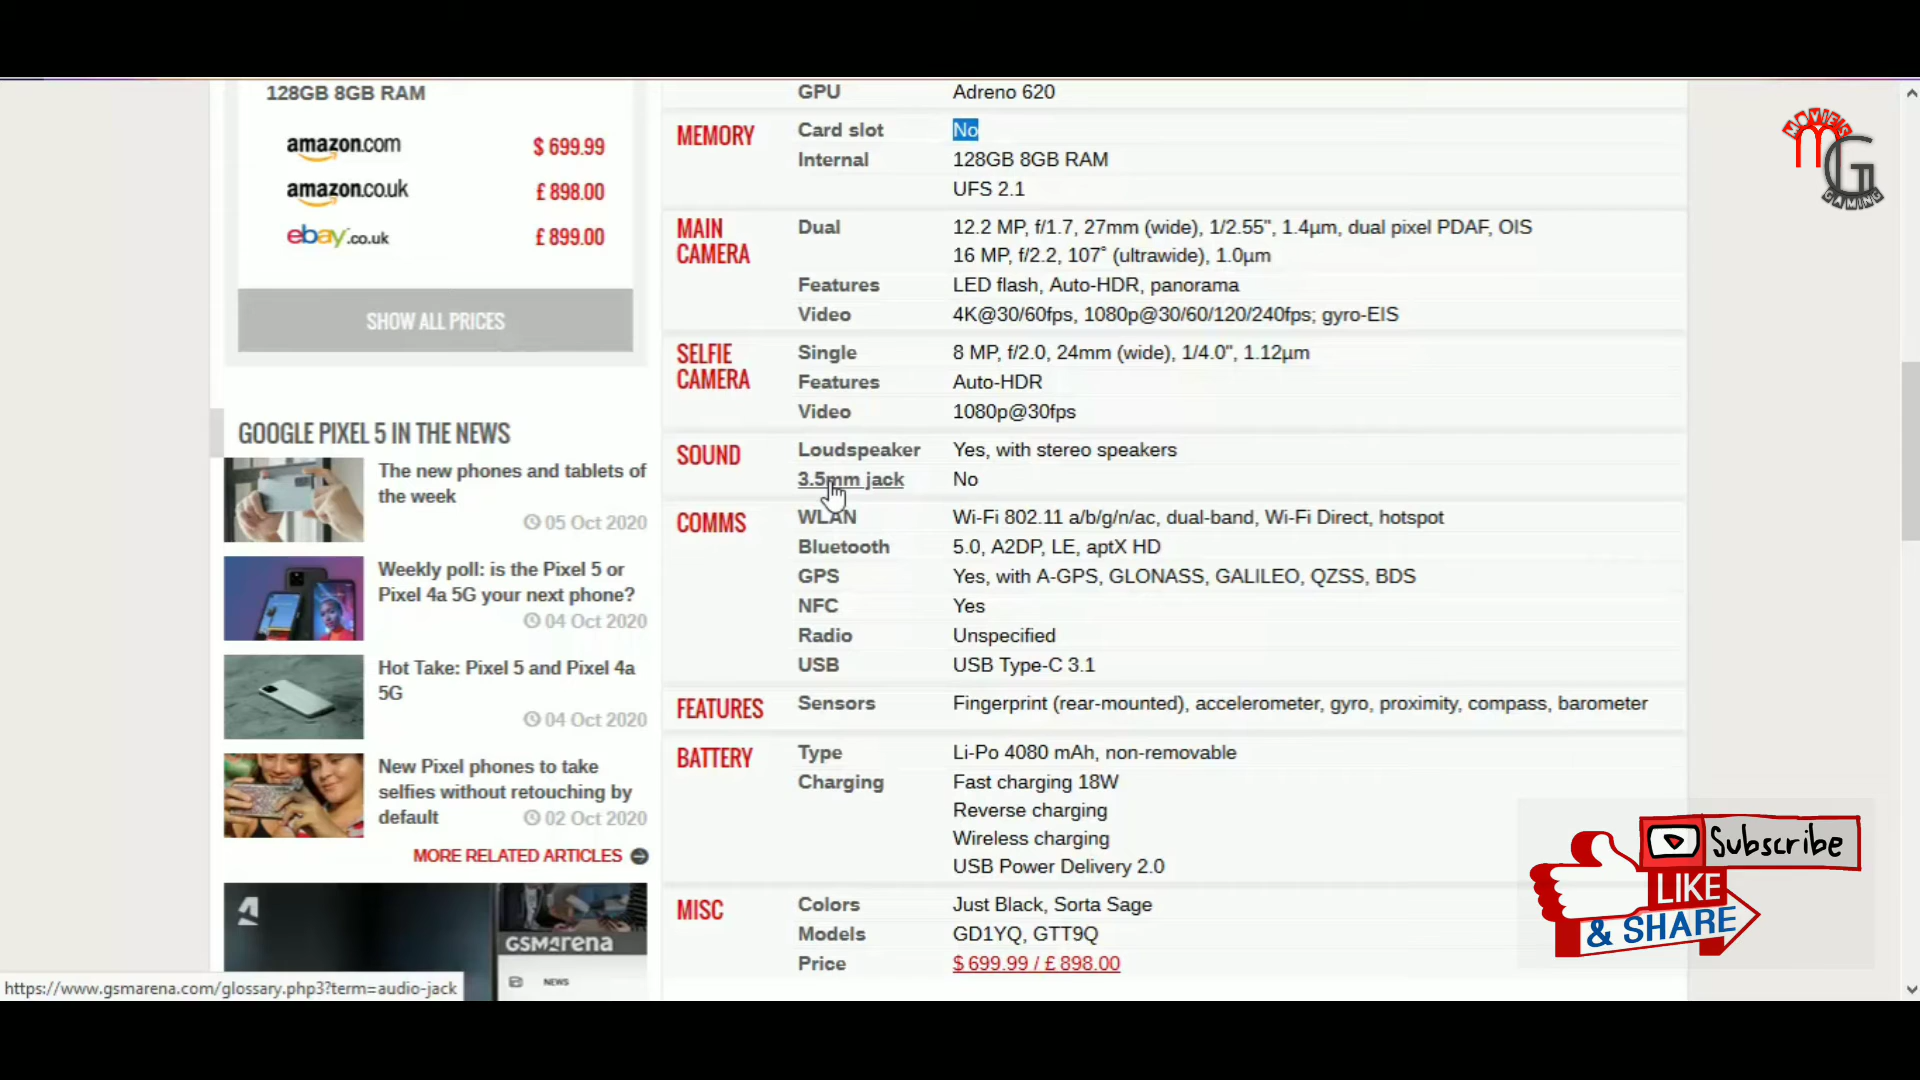 128GB 8GB RAM
amazon.com $ 699.99
amazon.co.uk £ 898.00
ebay.co.uk £ 899.00
SHOW ALL PRICES
GOOGLE PIXEL 5 IN THE NEWS
The new phones and tablets of
the week
05 Oct 2020
Weekly poll: is the Pixel 5 or
Pixel 4a 5G your next phone?
04 Oct 2020
Hot Take: Pixel 5 and Pixel 4a
5G
04 Oct 2020
New Pixel phones to take
selfies without retouching by
default 02 Oct 2020
MORE RELATED ARTICLES
GSMArena
NEWS
https://www.gsmarena.com/glossary.php3?term=audio-jack
GPU Adreno 620
MEMORY Card slot No
Internal 128GB 8GB RAM
UFS 2.1
MAIN CAMERA Dual 12.2 MP, f/1.7, 27mm (wide), 1/2.55", 1.4µm, dual pixel PDAF, OIS
16 MP, f/2.2, 107˚ (ultrawide), 1.0µm
Features LED flash, Auto-HDR, panorama
Video 4K@30/60fps, 1080p@30/60/120/240fps; gyro-EIS
SELFIE CAMERA Single 8 MP, f/2.0, 24mm (wide), 1/4.0", 1.12µm
Features Auto-HDR
Video 1080p@30fps
SOUND Loudspeaker Yes, with stereo speakers
3.5mm jack No
COMMS WLAN Wi-Fi 802.11 a/b/g/n/ac, dual-band, Wi-Fi Direct, hotspot
Bluetooth 5.0, A2DP, LE, aptX HD
GPS Yes, with A-GPS, GLONASS, GALILEO, QZSS, BDS
NFC Yes
Radio Unspecified
USB USB Type-C 3.1
FEATURES Sensors Fingerprint (rear-mounted), accelerometer, gyro, proximity, compass, barometer
BATTERY Type Li-Po 4080 mAh, non-removable
Charging Fast charging 18W
Reverse charging
Wireless charging
USB Power Delivery 2.0
MISC Colors Just Black, Sorta Sage
Models GD1YQ, GTT9Q
Price $ 699.99 / £ 898.00
MOVIE'S
MG
GAMING
Subscribe
LIKE
& SHARE